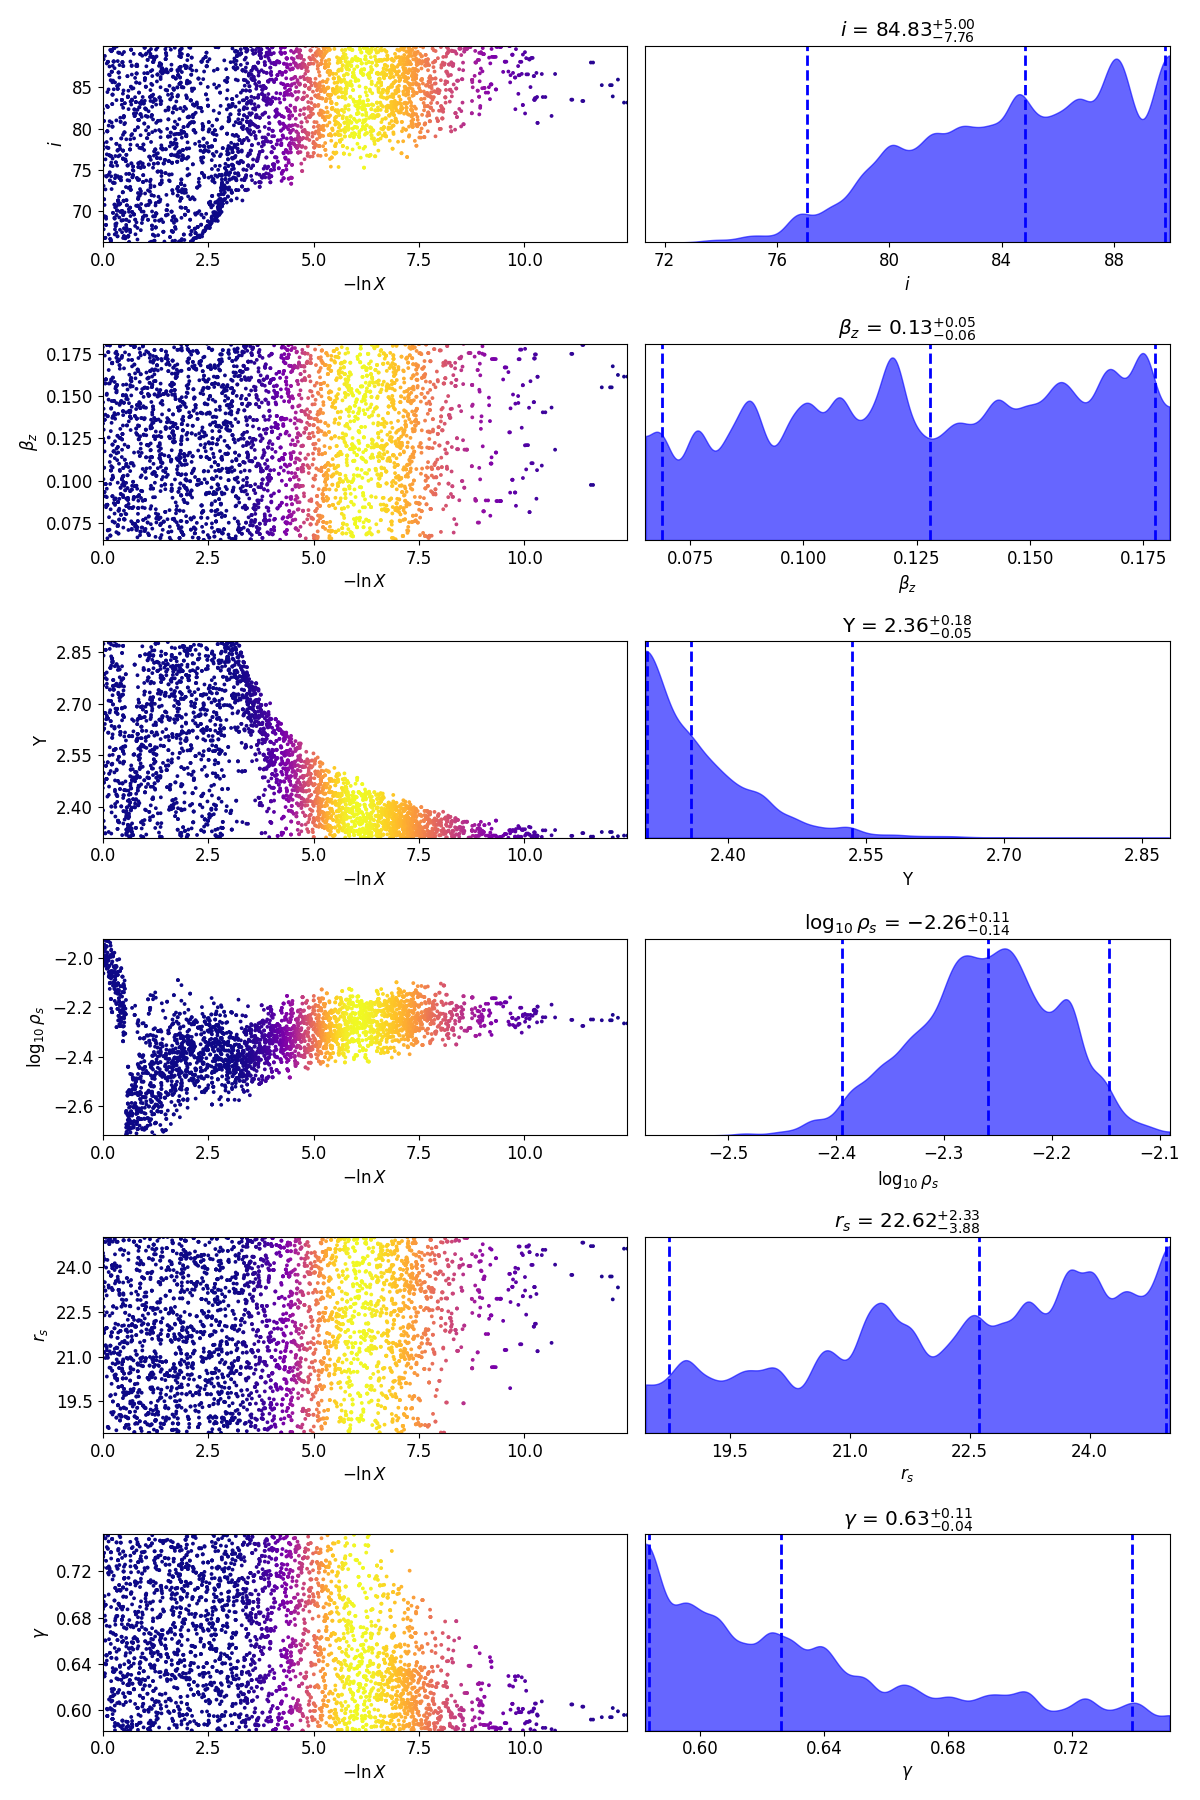 i = 84.83 +5.00 −7.76
85
80
75
70
i
0.0 2.5 5.0 7.5 10.0
−ln X
72 76 80 84 88
i
β_z = 0.13 +0.05 −0.06
0.175
0.150
0.125
0.100
0.075
β_z
0.0 2.5 5.0 7.5 10.0
−ln X
0.075 0.100 0.125 0.150 0.175
β_z
Y = 2.36 +0.18 −0.05
2.85
2.70
2.55
2.40
Y
0.0 2.5 5.0 7.5 10.0
−ln X
2.40 2.55 2.70 2.85
Y
log₁₀ ρ_s = −2.26 +0.11 −0.14
−2.0
−2.2
−2.4
−2.6
log₁₀ ρ_s
0.0 2.5 5.0 7.5 10.0
−ln X
−2.5 −2.4 −2.3 −2.2 −2.1
log₁₀ ρ_s
r_s = 22.62 +2.33 −3.88
24.0
22.5
21.0
19.5
r_s
0.0 2.5 5.0 7.5 10.0
−ln X
19.5 21.0 22.5 24.0
r_s
γ = 0.63 +0.11 −0.04
0.72
0.68
0.64
0.60
γ
0.0 2.5 5.0 7.5 10.0
−ln X
0.60 0.64 0.68 0.72
γ